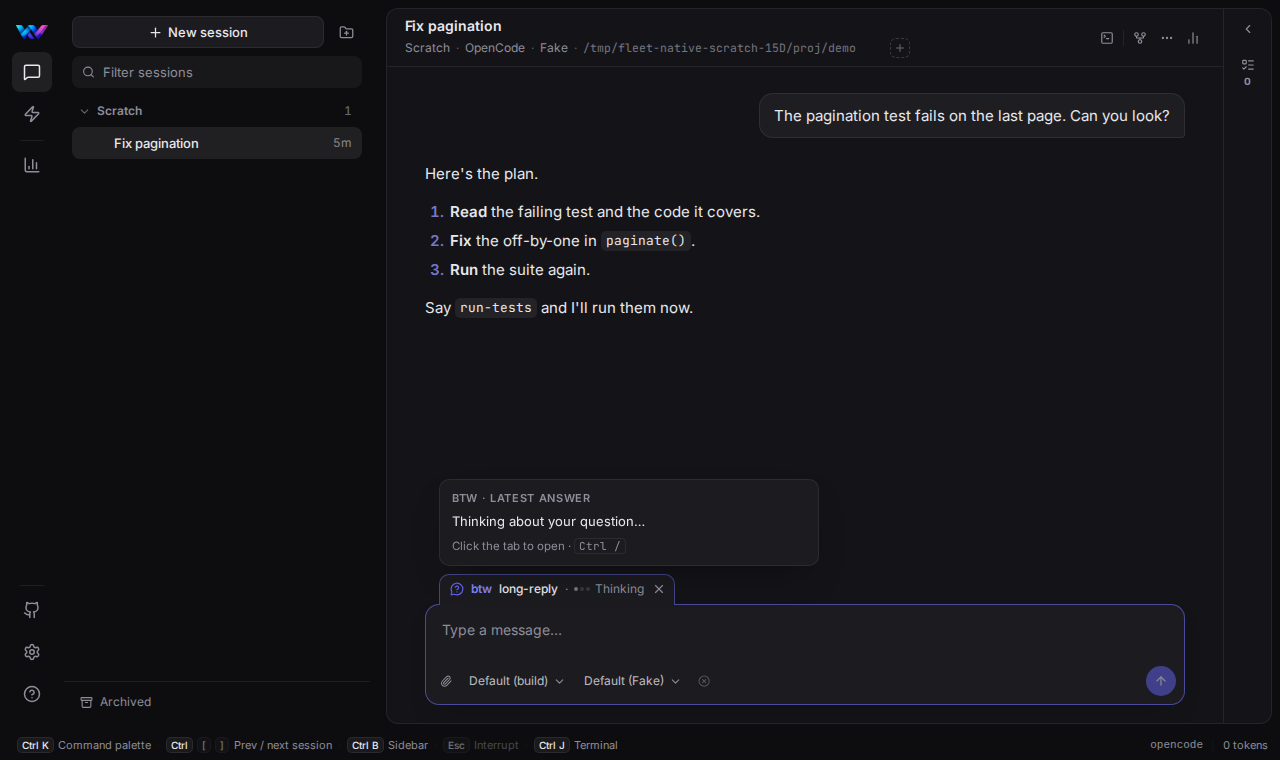 New session
Filter sessions
Scratch 1
Fix pagination 5m
Archived
Fix pagination
Scratch · OpenCode · Fake · /tmp/fleet-native-scratch-15D/proj/demo
0
The pagination test fails on the last page. Can you look?
Here's the plan.
1. Read the failing test and the code it covers.
2. Fix the off-by-one in paginate().
3. Run the suite again.
Say run-tests and I'll run them now.
BTW · LATEST ANSWER
Thinking about your question...
Click the tab to open · Ctrl /
btw long-reply · Thinking
Type a message...
Default (build) Default (Fake)
Ctrl K Command palette Ctrl [ ] Prev / next session Ctrl B Sidebar Esc Interrupt Ctrl J Terminal opencode 0 tokens